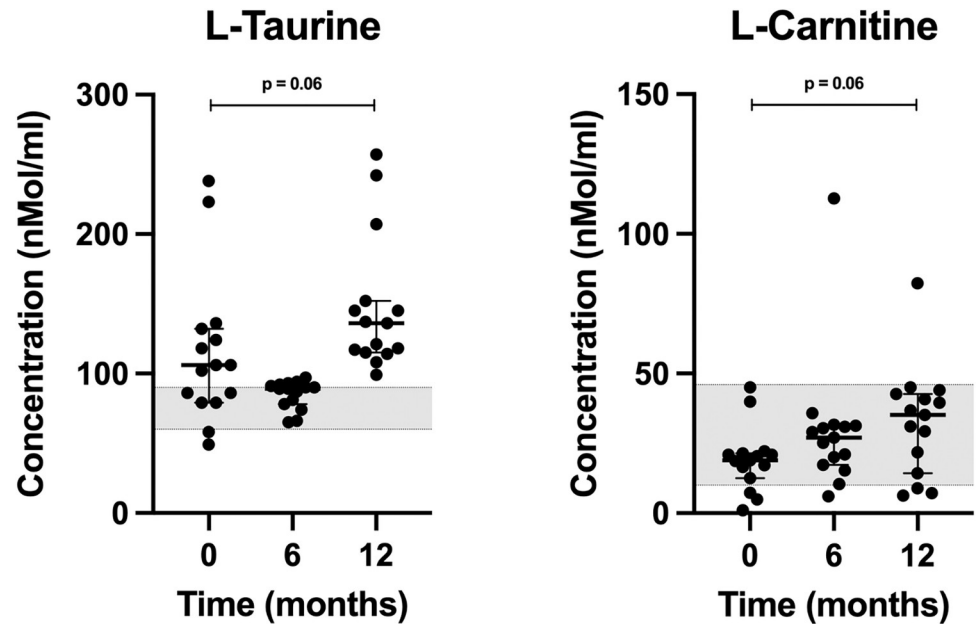 L-Taurine
p = 0.06
300
200
100
0
Concentration (nMol/ml)
0 6 12
Time (months)
L-Carnitine
p = 0.06
150
100
50
0
Concentration (nMol/ml)
0 6 12
Time (months)